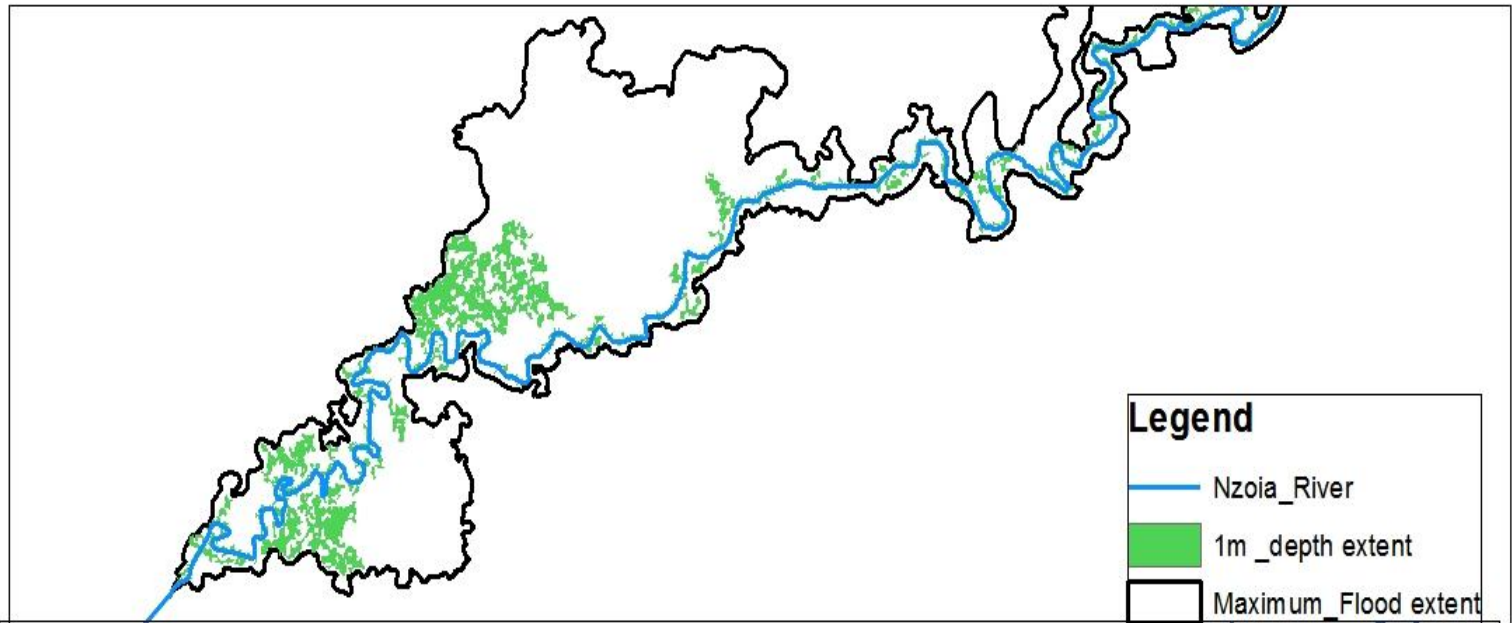 Legend
Nzoia_River
1m _depth extent
Maximum_Flood extent